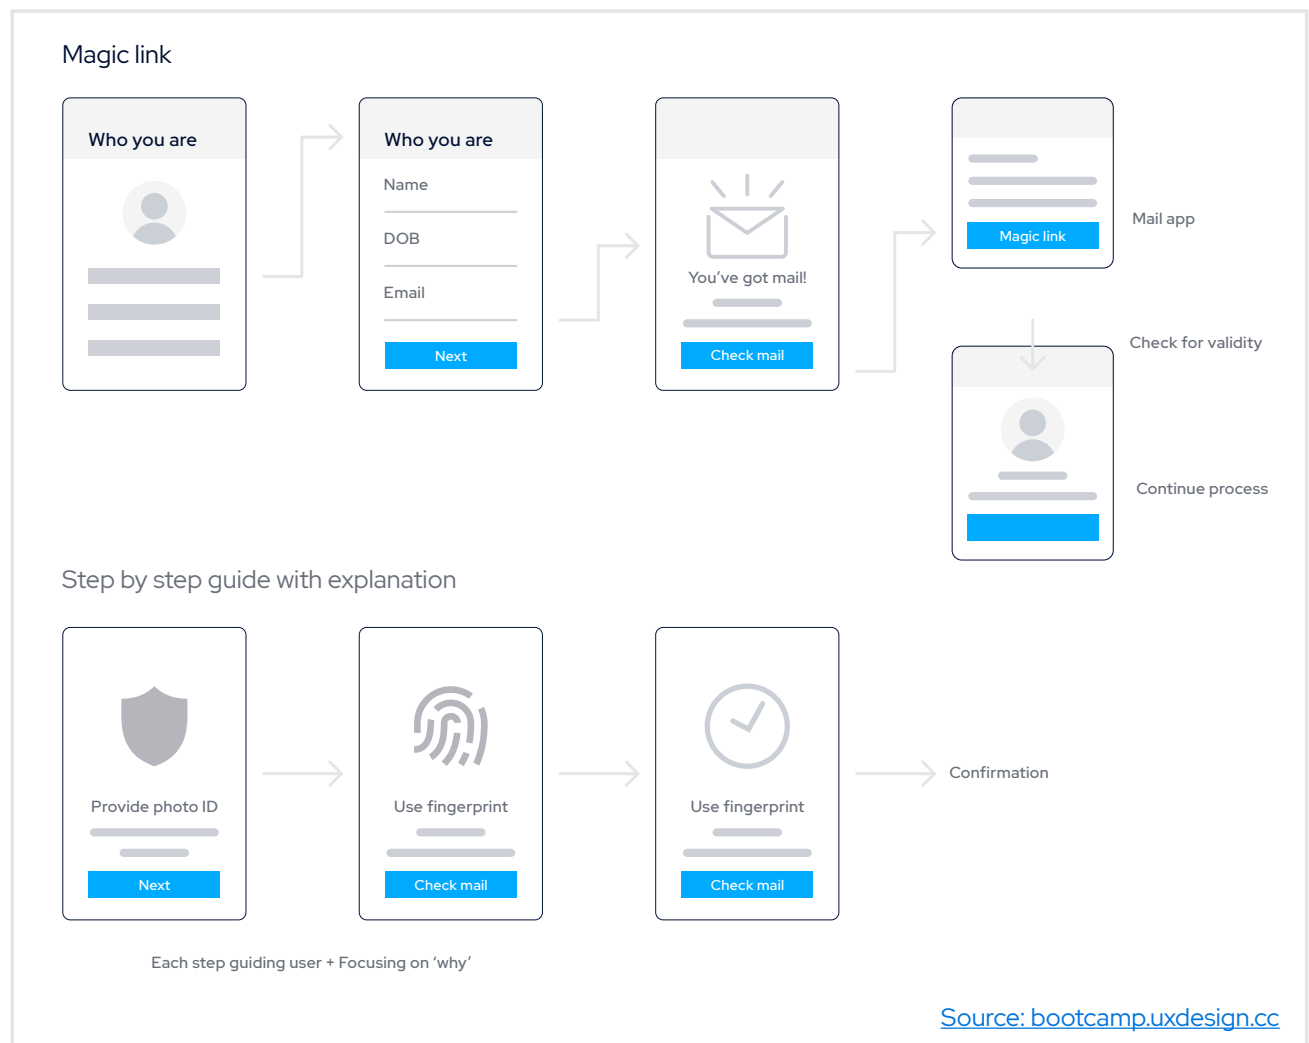 Magic link
Who you are
Who you are
Name
DOB
Email
Next
You've got mail!
Check mail
Magic link
Mail app
Check for validity
Continue process
Step by step guide with explanation
Provide photo ID
Next
Use fingerprint
Check mail
Use fingerprint
Check mail
Confirmation
Each step guiding user + Focusing on ‘why’
Source: bootcamp.uxdesign.cc